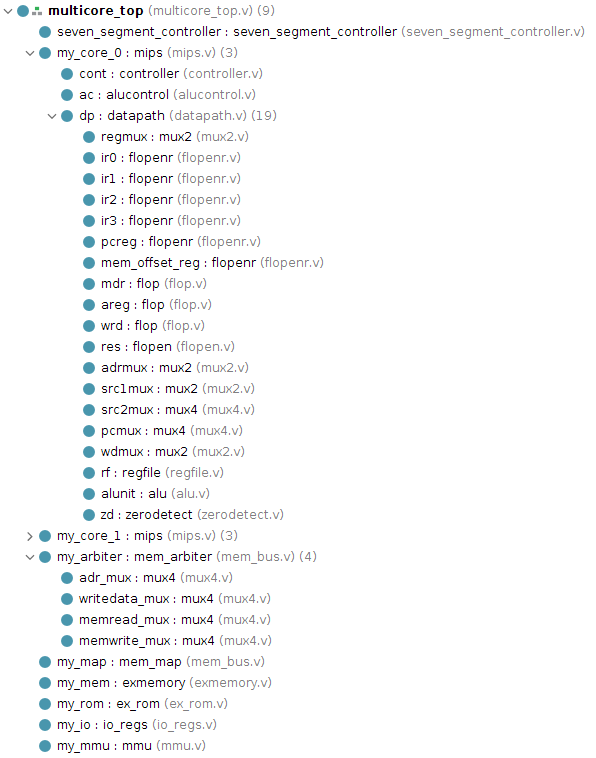 multicore_top (multicore_top.v) (9)
seven_segment_controller : seven_segment_controller (seven_segment_controller.v)
my_core_0 : mips (mips.v) (3)
cont : controller (controller.v)
ac : alucontrol (alucontrol.v)
dp : datapath (datapath.v) (19)
regmux : mux2 (mux2.v)
ir0 : flopenr (flopenr.v)
ir1 : flopenr (flopenr.v)
ir2 : flopenr (flopenr.v)
ir3 : flopenr (flopenr.v)
pcreg : flopenr (flopenr.v)
mem_offset_reg : flopenr (flopenr.v)
mdr : flop (flop.v)
areg : flop (flop.v)
wrd : flop (flop.v)
res : flopen (flopen.v)
adrmux : mux2 (mux2.v)
src1mux : mux2 (mux2.v)
src2mux : mux4 (mux4.v)
pcmux : mux4 (mux4.v)
wdmux : mux2 (mux2.v)
rf : regfile (regfile.v)
alunit : alu (alu.v)
zd : zerodetect (zerodetect.v)
my_core_1 : mips (mips.v) (3)
my_arbiter : mem_arbiter (mem_bus.v) (4)
adr_mux : mux4 (mux4.v)
writedata_mux : mux4 (mux4.v)
memread_mux : mux4 (mux4.v)
memwrite_mux : mux4 (mux4.v)
my_map : mem_map (mem_bus.v)
my_mem : exmemory (exmemory.v)
my_rom : ex_rom (ex_rom.v)
my_io : io_regs (io_regs.v)
my_mmu : mmu (mmu.v)